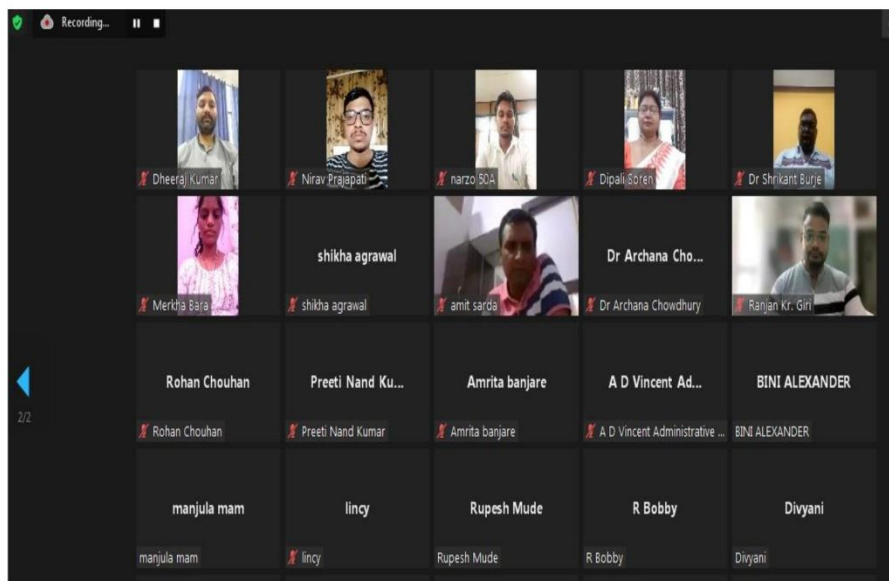 Recording...
Dheeraj Kumar
Nirav Prajapati
narzo 50A
Dipali Soren
Dr Shrikant Burje
Merkha Bara
shikha agrawal
shikha agrawal
amit sarda
Dr Archana Cho...
Dr Archana Chowdhury
Ranjan Kr. Giri
2/2
Rohan Chouhan
Rohan Chouhan
Preeti Nand Ku...
Preeti Nand Kumar
Amrita banjare
Amrita banjare
A D Vincent Ad...
A D Vincent Administrative ...
BINI ALEXANDER
BINI ALEXANDER
manjula mam
manjula mam
lincy
lincy
Rupesh Mude
Rupesh Mude
R Bobby
R Bobby
Divyani
Divyani